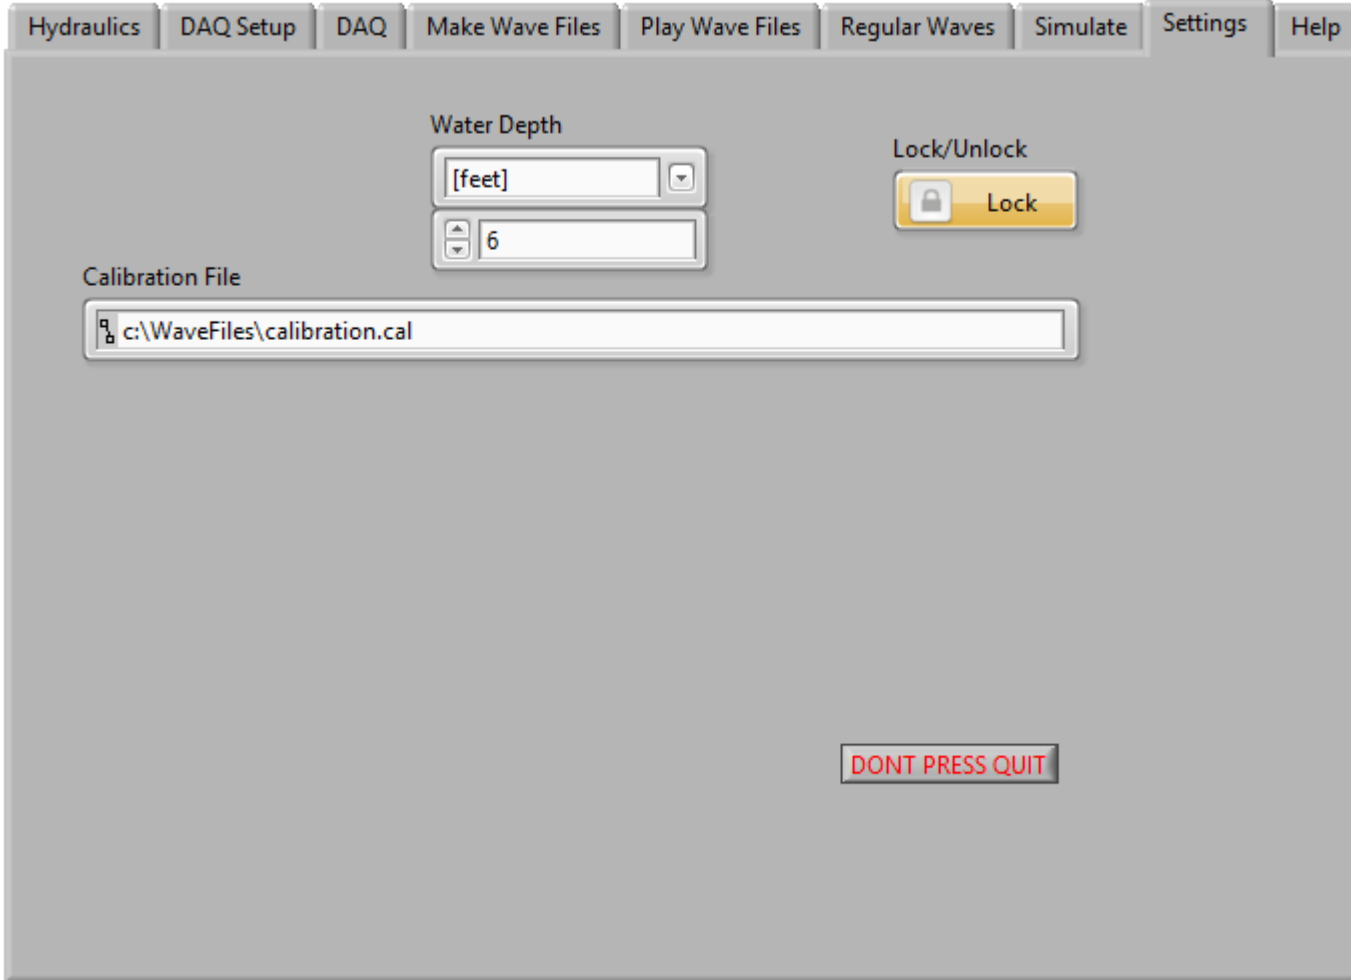 Hydraulics DAQ Setup DAQ Make Wave Files Play Wave Files Regular Waves Simulate Settings Help
Water Depth
[feet]
6
Lock/Unlock
Lock
Calibration File
c:\WaveFiles\calibration.cal
DONT PRESS QUIT